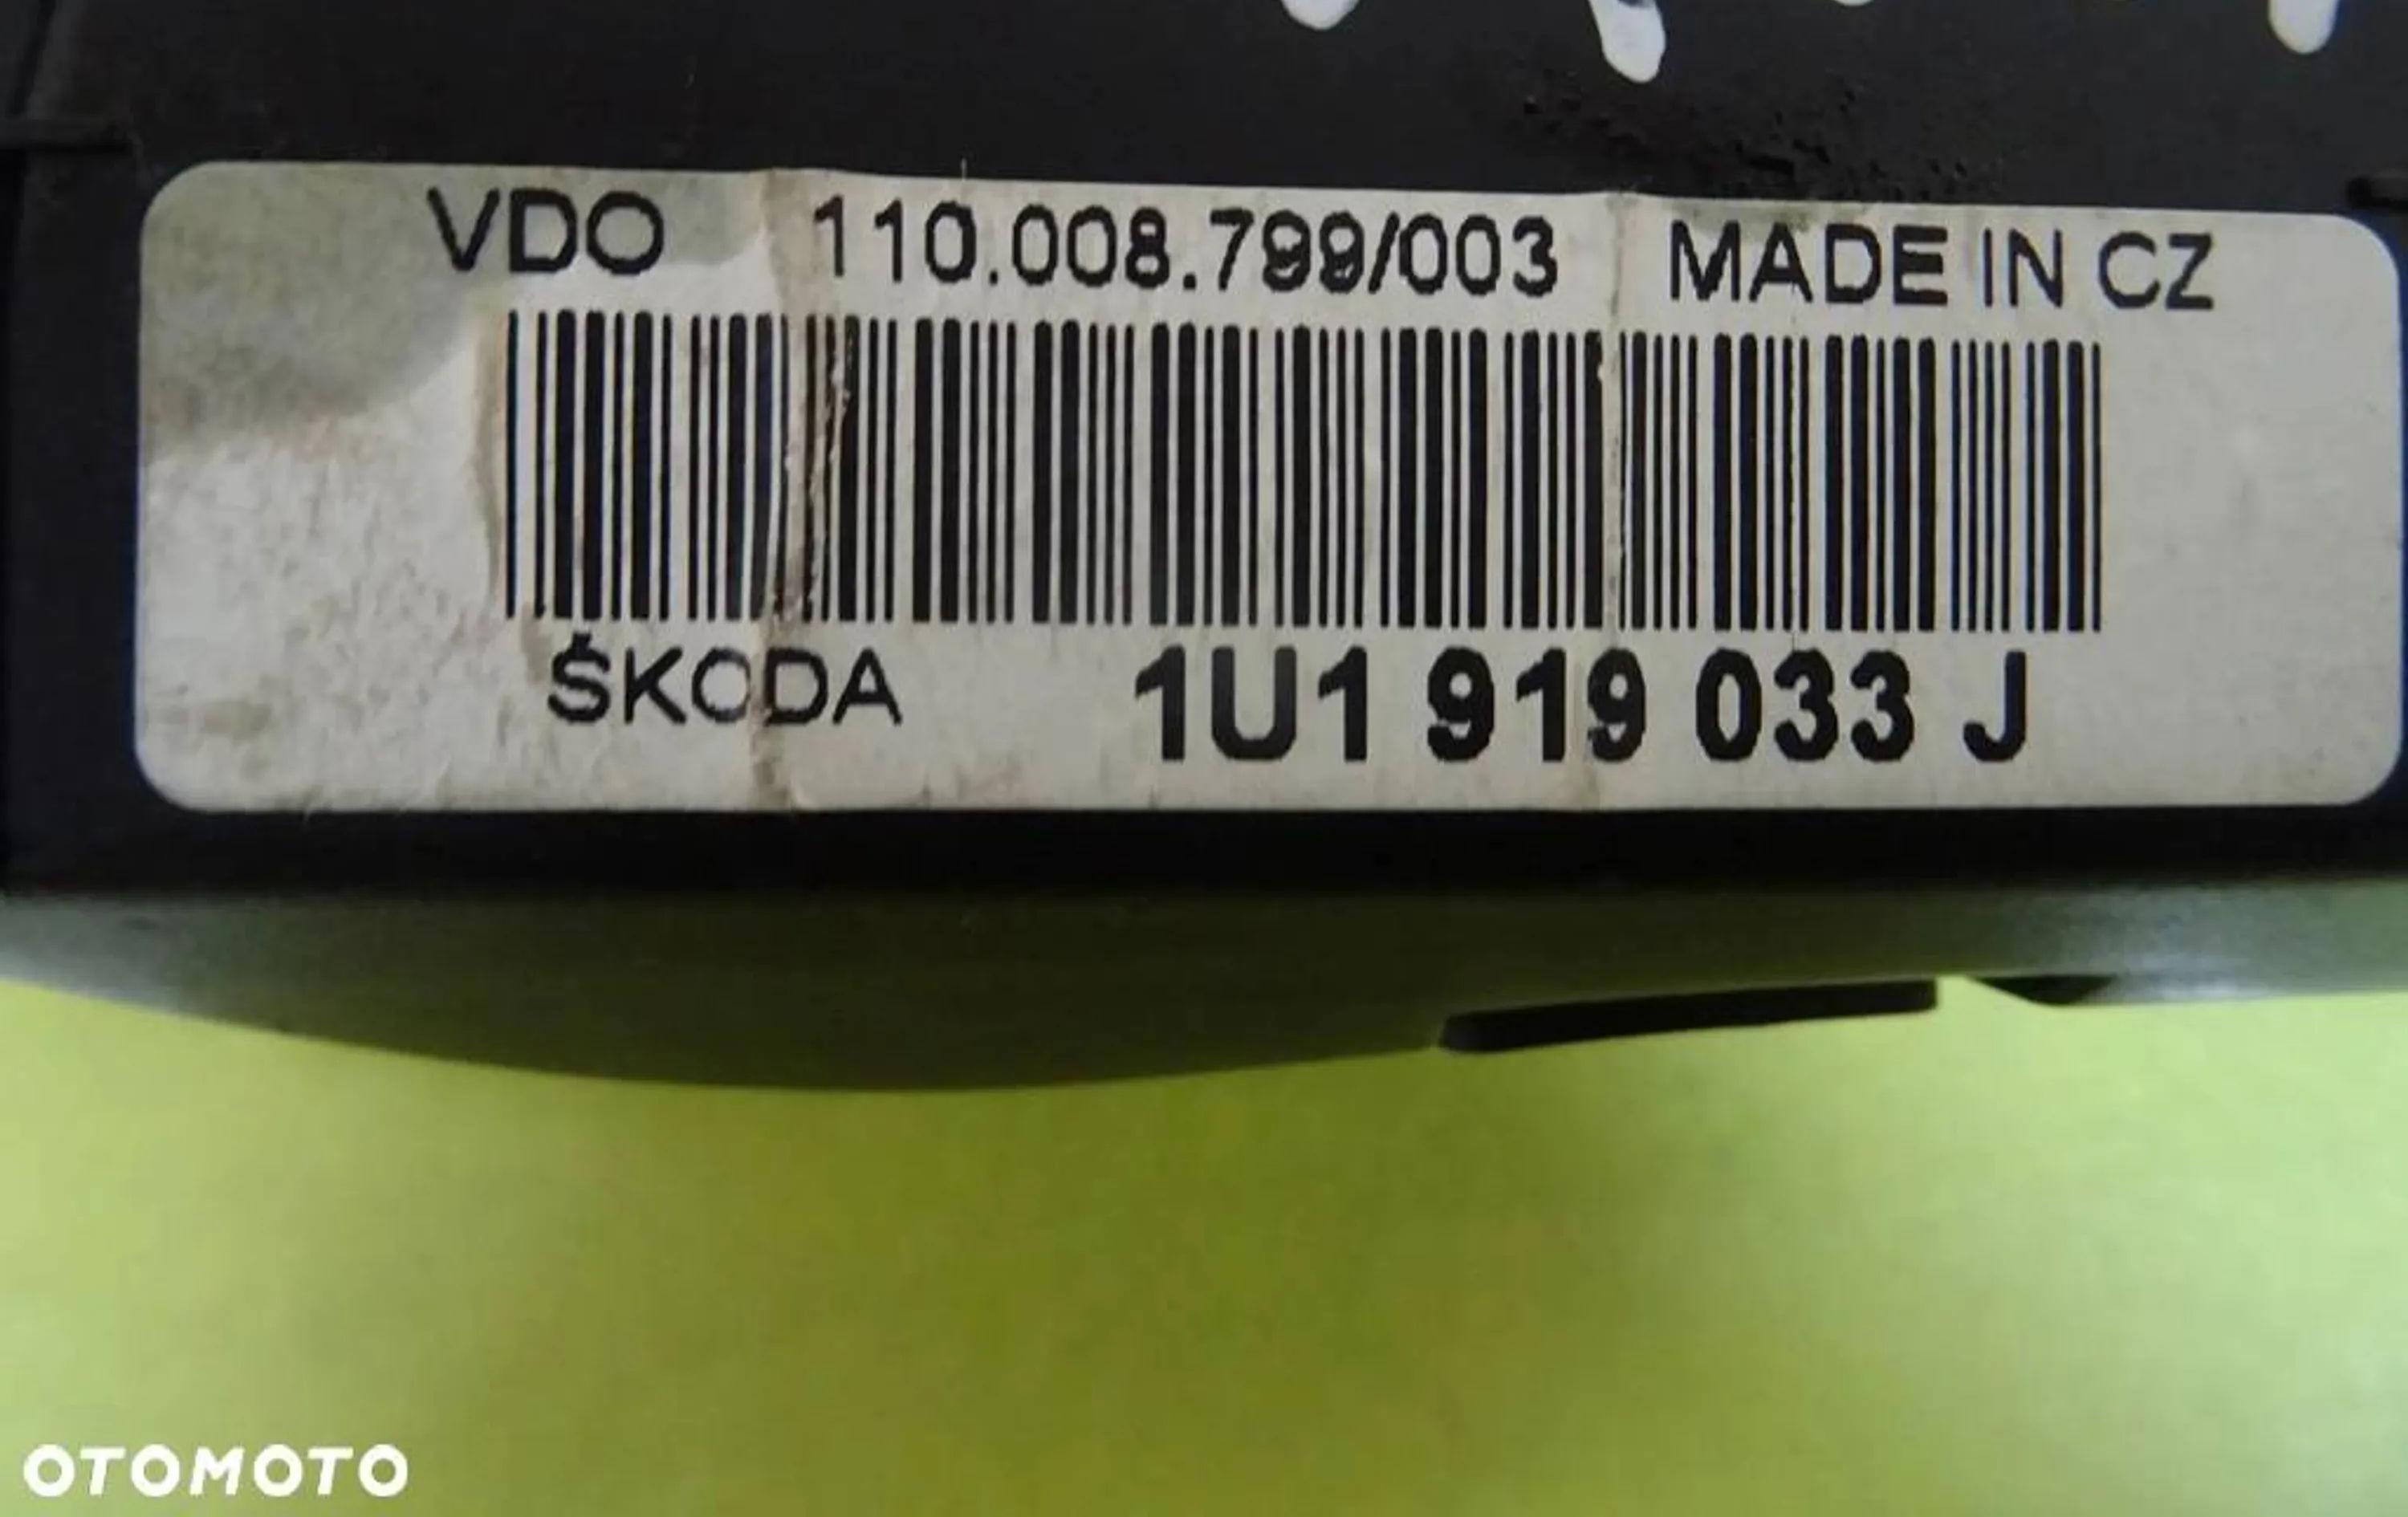 VDO 110.008.799/003 MADE IN CZ
ŠKODA 1U1 919 033 J
OTOMOTO